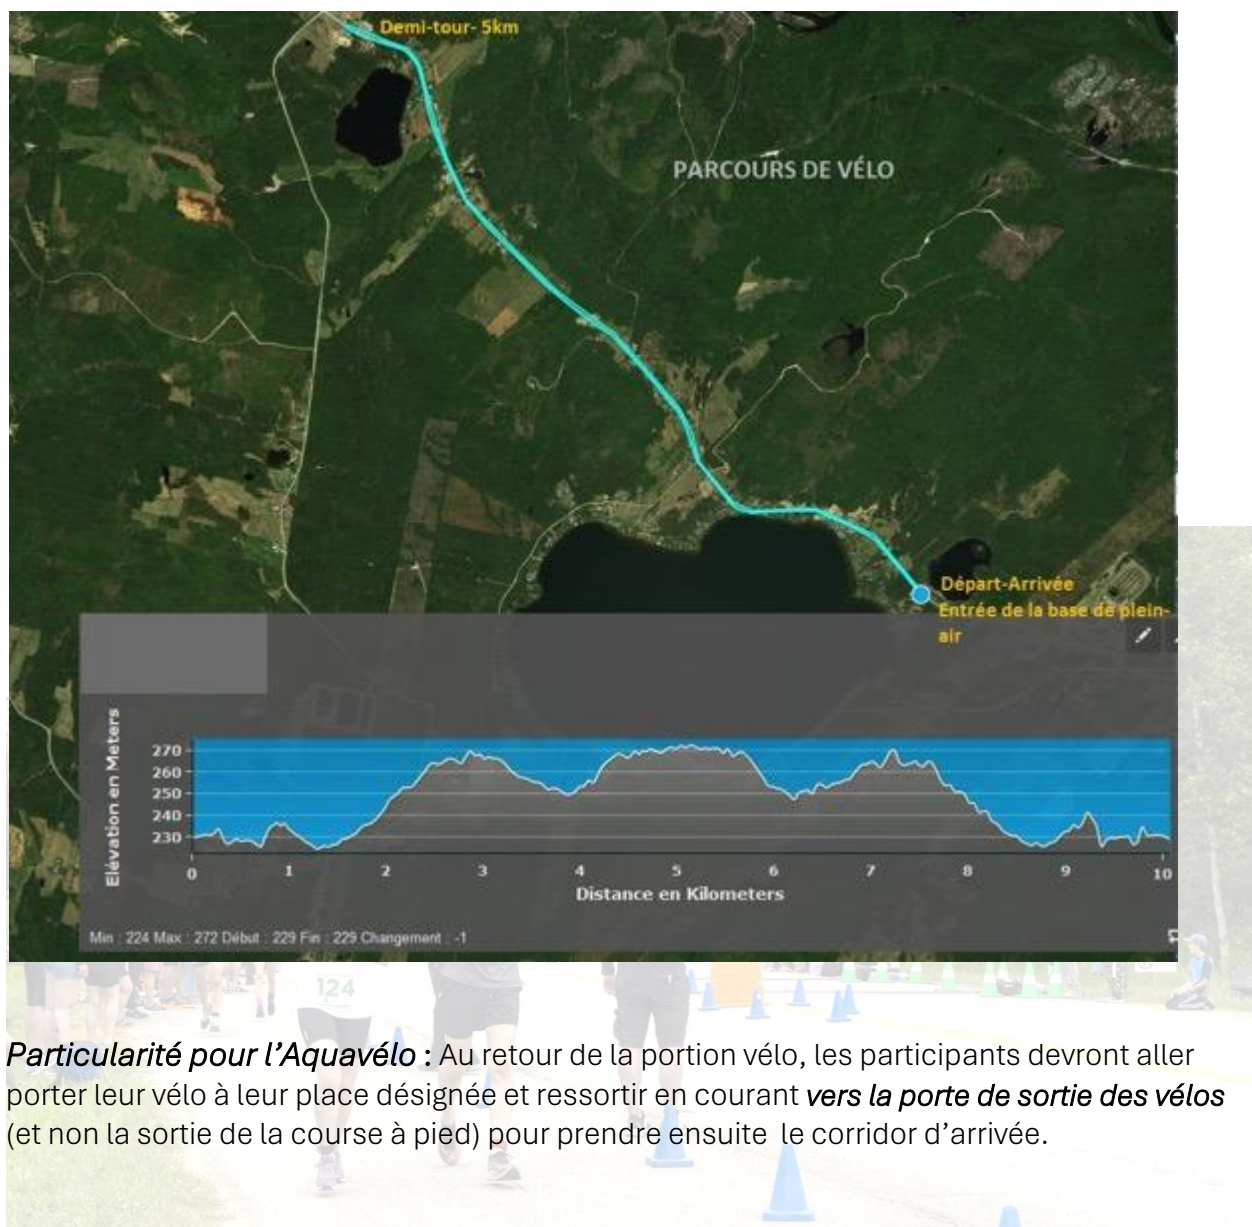 Demi-tour- 5km
PARCOURS DE VÉLO
Départ-Arrivée
Entrée de la base de plein-
air
Elévation en Meters
270
260
250
240
230
0 1 2 3 4 5 6 7 8 9 10
Distance en Kilometers
Min : 224 Max : 272 Début : 229 Fin : 229 Changement : -1
124
Particularité pour l’Aquavélo : Au retour de la portion vélo, les participants devront aller
porter leur vélo à leur place désignée et ressortir en courant vers la porte de sortie des vélos
(et non la sortie de la course à pied) pour prendre ensuite le corridor d’arrivée.